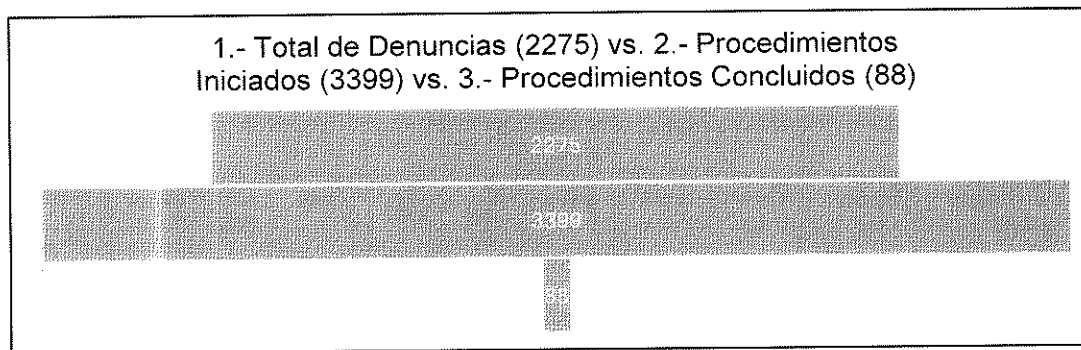 1.- Total de Denuncias (2275) vs. 2.- Procedimientos
Iniciados (3399) vs. 3.- Procedimientos Concluidos (88)
2275
3399
88